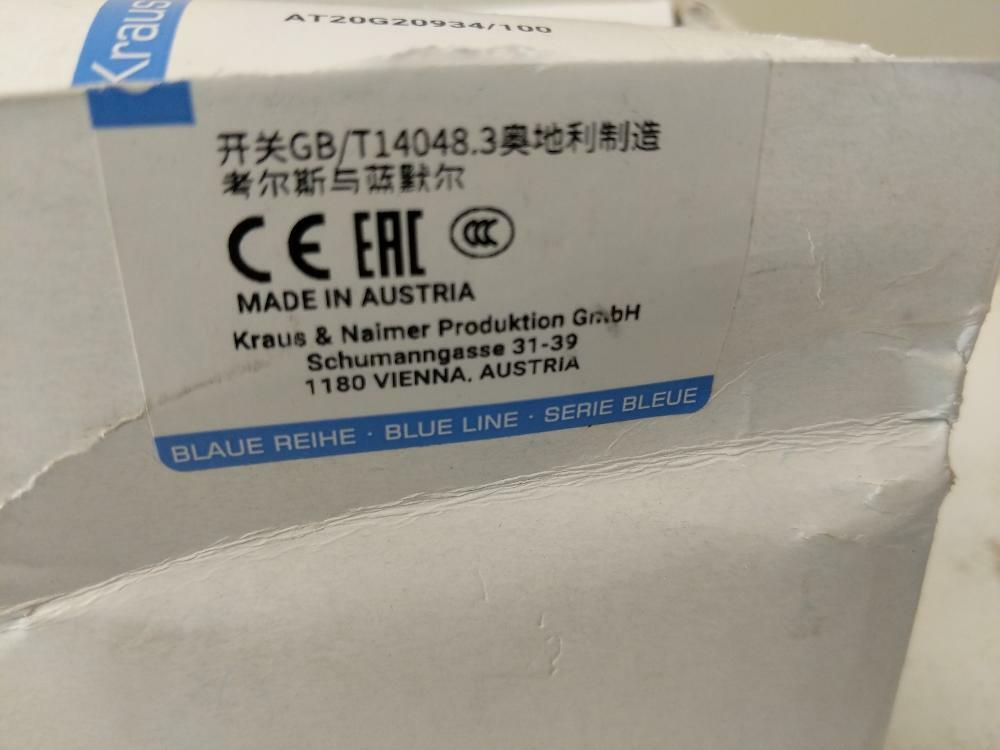 Kraus
AT20G20934/100
开关GB/T14048.3奥地利制造
考尔斯与蓝默尔
CE EAC CCC
MADE IN AUSTRIA
Kraus & Naimer Produktion GmbH
Schumanngasse 31-39
1180 VIENNA, AUSTRIA
BLAUE REIHE · BLUE LINE · SERIE BLEUE